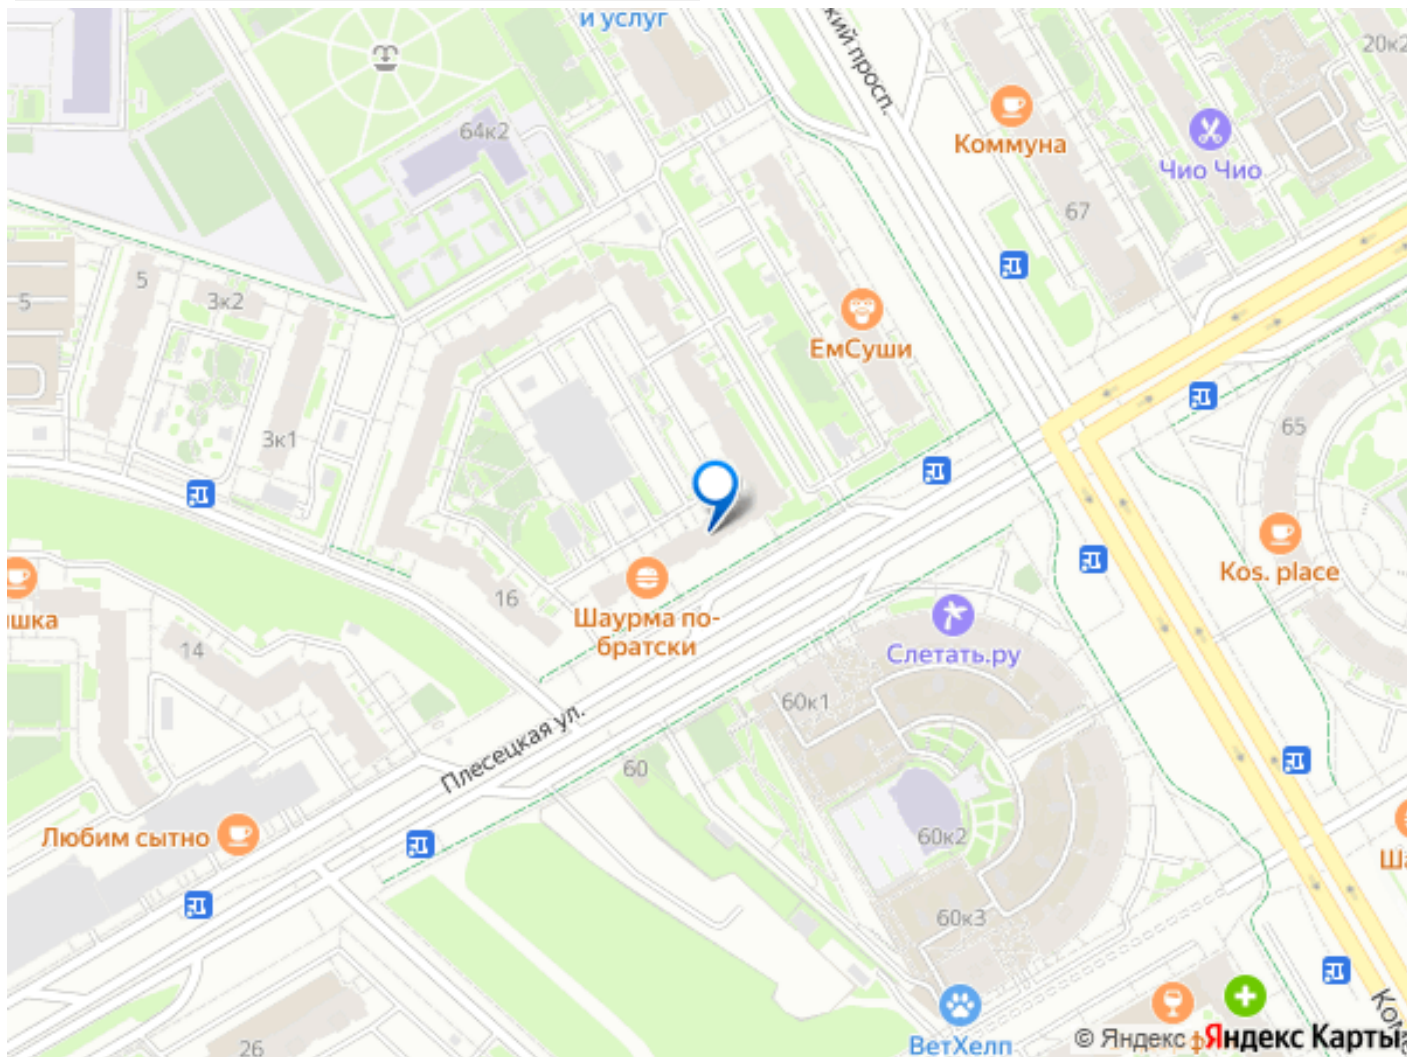 и услуг
кий просп.
20к2
Коммуна
64к2
Чио Чио
67
5
3к2
5
ЕмСуши
3к1
65
Kos. place
16
Шаурма по-
братски
шка
14
Слетать.ру
60к1
Плесецкая ул.
60
Любим сытно
60к2
Ша
60к3
26
ВетХелп
Ком
© Яндекс
Яндекс Карты